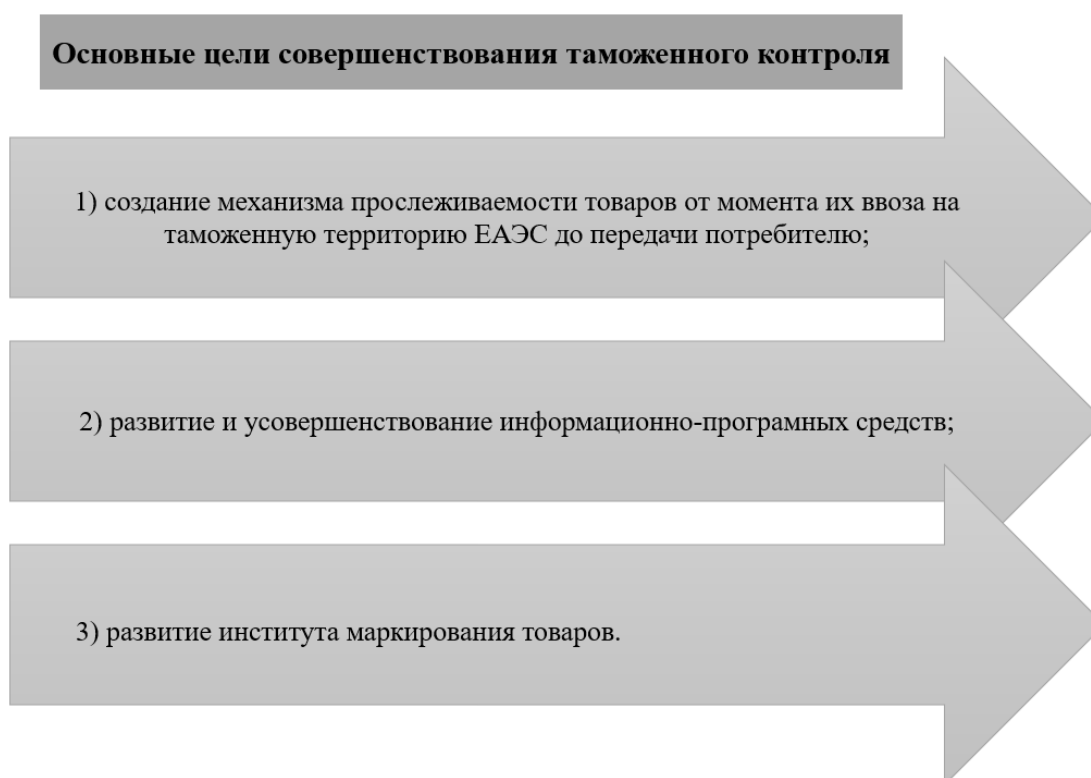 Основные цели совершенствования таможенного контроля
1) создание механизма прослеживаемости товаров от момента их ввоза на
таможенную территорию ЕАЭС до передачи потребителю;
2) развитие и усовершенствование информационно-програмных средств;
3) развитие института маркирования товаров.